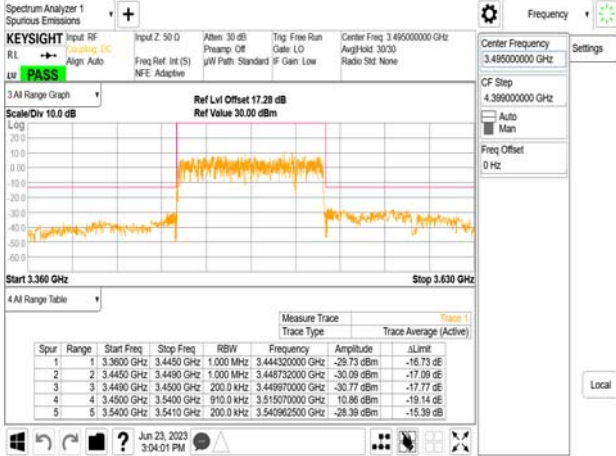 Spectrum Analyzer 1
Spurious Emissions
+
Frequency
KEYSIGHT Input: RF Input Z: 50 Ω Atten: 30 dB Trig: Free Run Center Freq: 3.495000000 GHz
RL Coupling: DC Preamp: Off Gate: LO Avg|Hold: 30/30
Align: Auto Freq Ref: Int (S) µW Path: Standard IF Gain: Low Radio Std: None
NFE: Adaptive
LW PASS
3 All Range Graph
Ref Lvl Offset 17.28 dB
Scale/Div 10.0 dB Ref Value 30.00 dBm
Log
20.0
10.0
0.00
-10.0
-20.0
-30.0
-40.0
-50.0
-60.0
Start 3.360 GHz Stop 3.630 GHz
4 All Range Table
Measure Trace Trace 1
Trace Type Trace Average (Active)
Spur Range Start Freq Stop Freq RBW Frequency Amplitude ΔLimit
1 1 3.3600 GHz 3.4450 GHz 1.000 MHz 3.444320000 GHz -29.73 dBm -16.73 dB
2 2 3.4450 GHz 3.4490 GHz 1.000 MHz 3.448732000 GHz -30.09 dBm -17.09 dB
3 3 3.4490 GHz 3.4500 GHz 200.0 kHz 3.449970000 GHz -30.77 dBm -17.77 dB
4 4 3.4500 GHz 3.5400 GHz 910.0 kHz 3.515070000 GHz 10.86 dBm -19.14 dB
5 5 3.5400 GHz 3.5410 GHz 200.0 kHz 3.540962500 GHz -28.39 dBm -15.39 dB
Jun 23, 2023
3:04:01 PM
?
Center Frequency
3.495000000 GHz
Settings
CF Step
4.399000000 GHz
Auto
Man
Freq Offset
0 Hz
Local